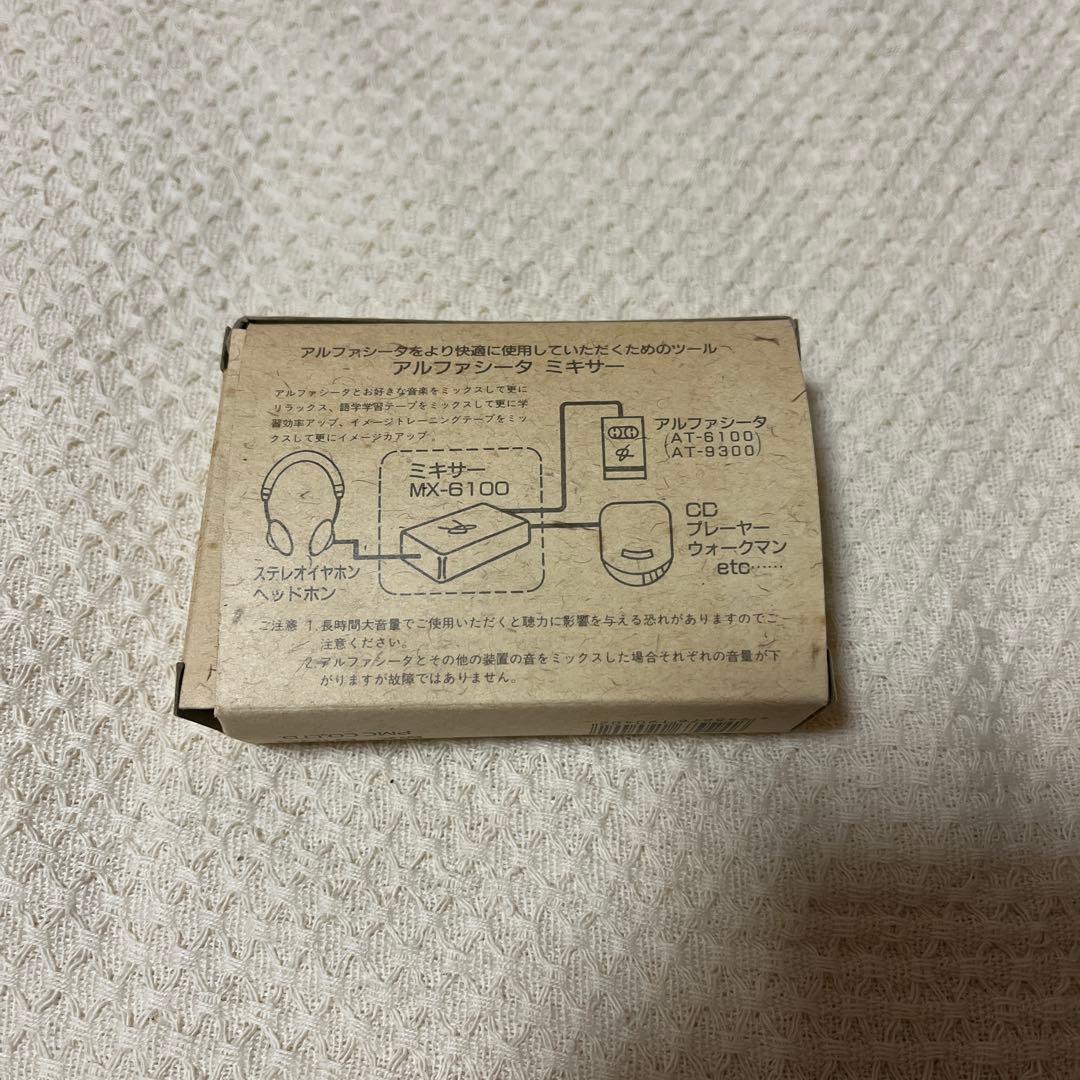 アルファシータをより快適に使用していただくためのツール
アルファシータ ミキサー
アルファシータとお好きな音楽をミックスして更に
リラックス、語学学習テープをミックスして更に学
習効率アップ、イメージトレーニングテープをミッ
クスして更にイメージ力アップ。
ミキサー
MX-6100
アルファシータ
(AT-6100
AT-9300)
CD
プレーヤー
ウォークマン
etc……
ステレオイヤホン
ヘッドホン
ご注意 1.長時間大音量でご使用いただくと聴力に影響を与える恐れがありますのでご
注意ください。
2.アルファシータとその他の装置の音をミックスした場合それぞれの音量が下
がりますが故障ではありません。
PMC CO.,LTD